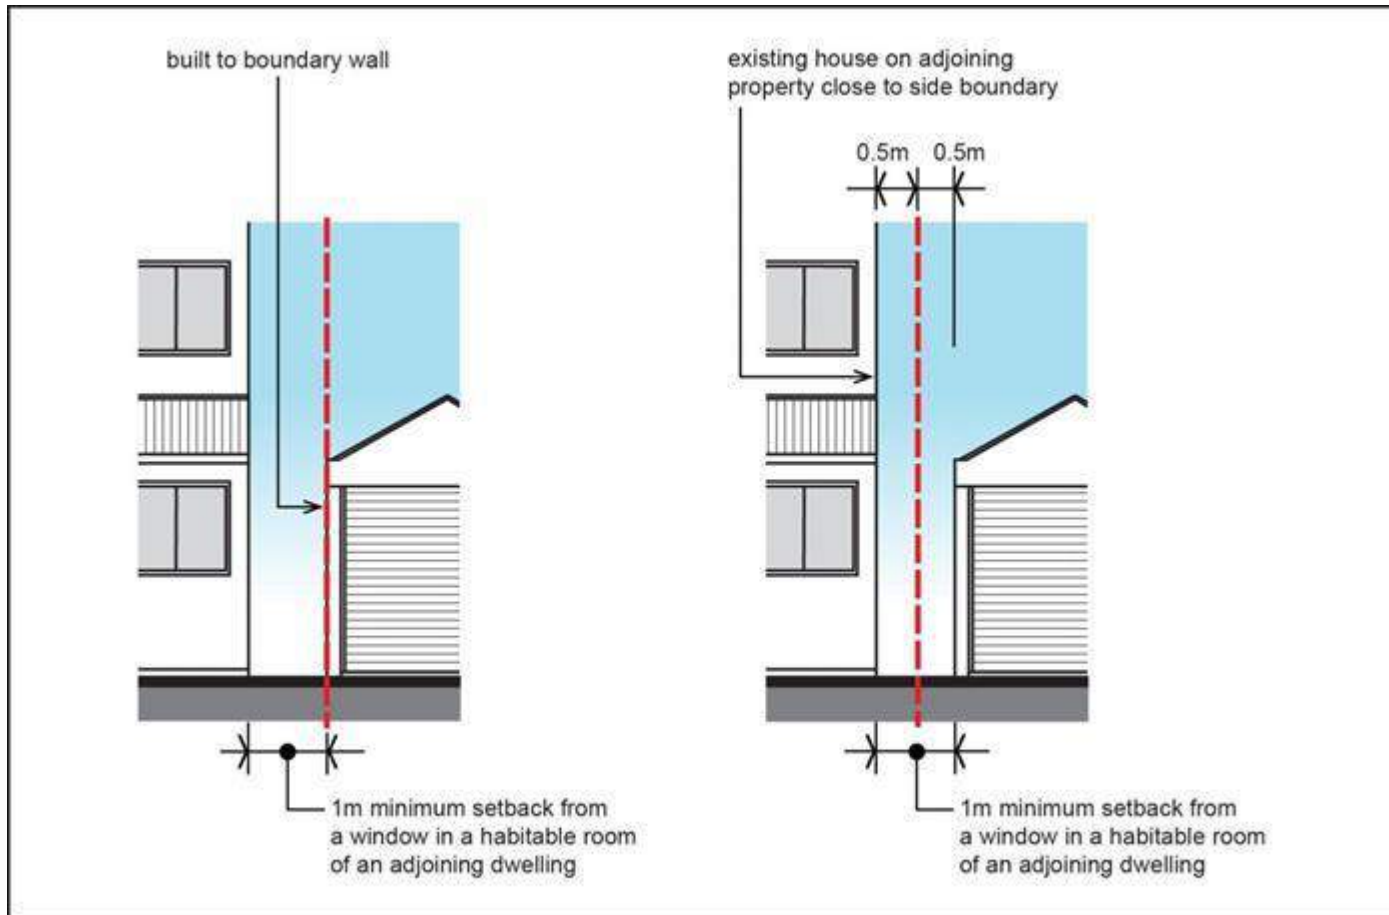 built to boundary wall
existing house on adjoining
property close to side boundary
0.5m 0.5m
1m minimum setback from
a window in a habitable room
of an adjoining dwelling
1m minimum setback from
a window in a habitable room
of an adjoining dwelling